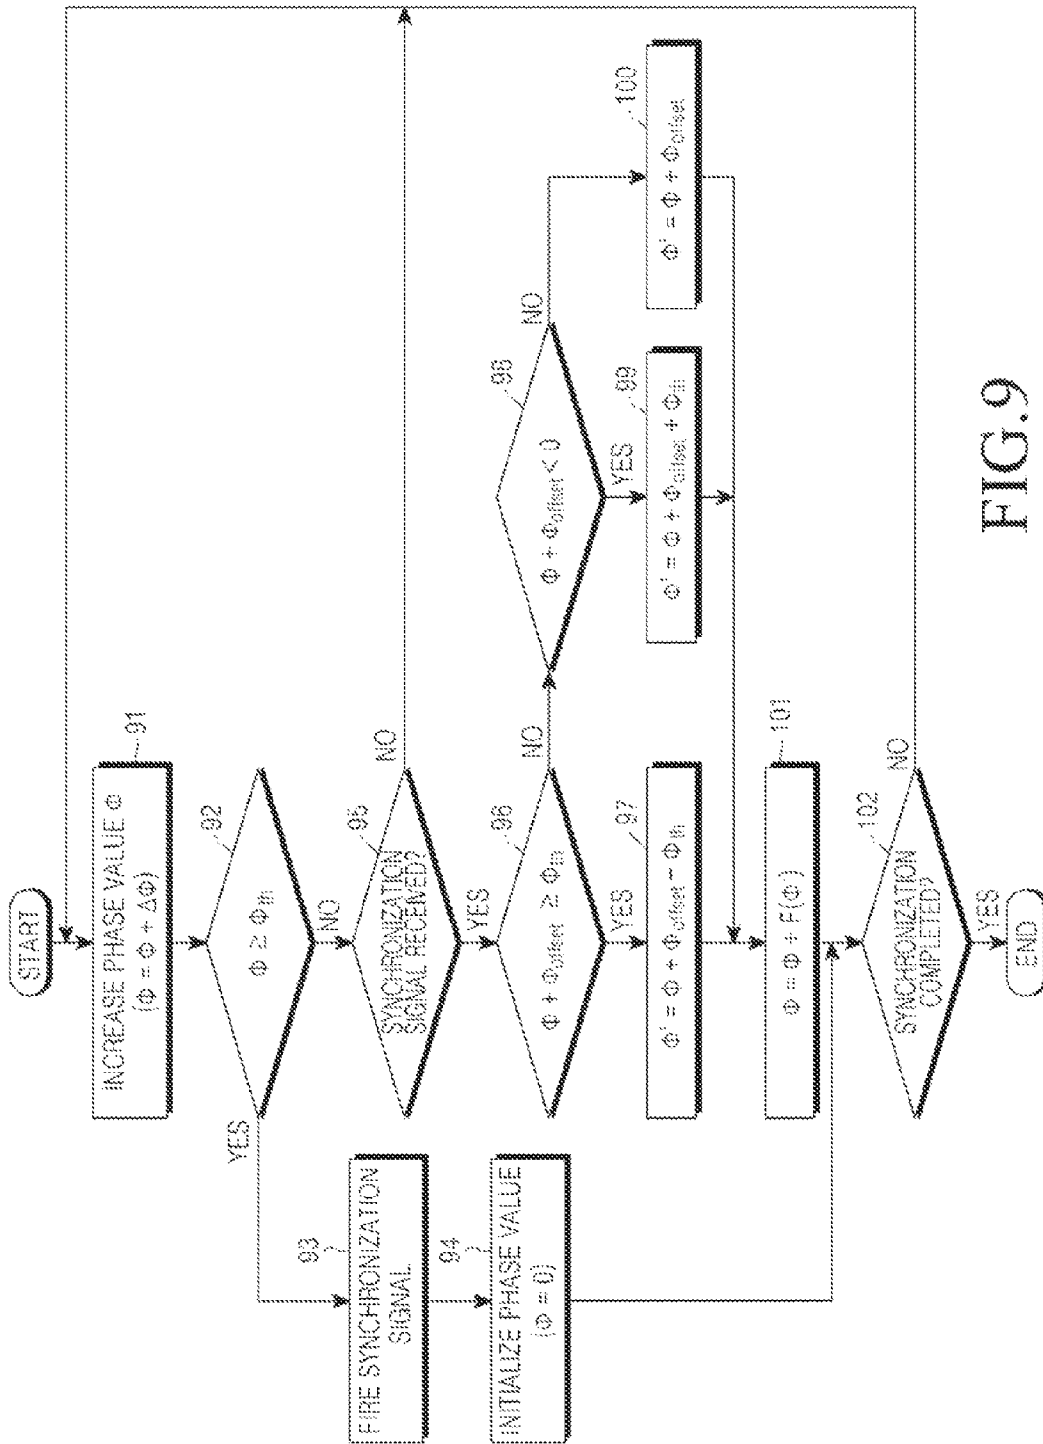 START
INCREASE PHASE VALUE Φ
(Φ = Φ + ΔΦ)
91
Φ ≥ Φth
92
YES
NO
FIRE SYNCHRONIZATION
SIGNAL
93
INITIALIZE PHASE VALUE
(Φ = 0)
94
SYNCHRONIZATION
SIGNAL RECEIVED?
95
NO
YES
Φ + Φoffset ≥ Φth
96
NO
YES
Φ' = Φ + Φoffset - Φth
97
Φ + Φoffset < 0
98
NO
YES
Φ' = Φ + Φoffset + Φth
99
Φ' = Φ + Φoffset
100
Φ = Φ + F(Φ')
101
SYNCHRONIZATION
COMPLETED?
102
NO
YES
END
FIG.9